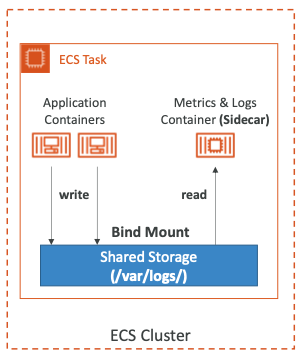 ECS Task
Application
Containers
Metrics & Logs
Container (Sidecar)
write
read
Bind Mount
Shared Storage
(/var/logs/)
ECS Cluster